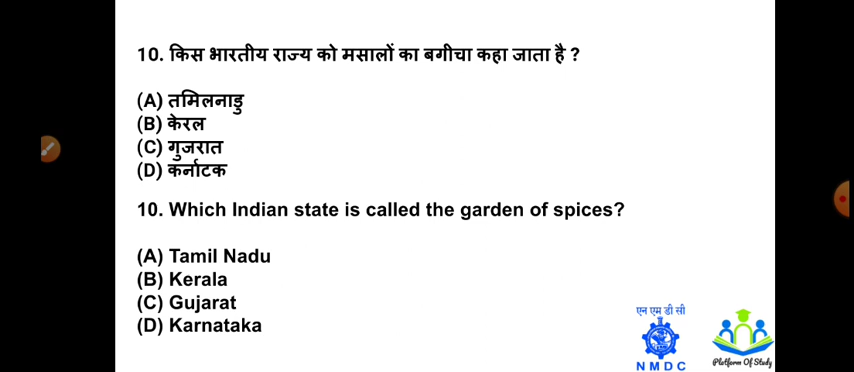 10. किस भारतीय राज्य को मसालों का बगीचा कहा जाता है ?
(A) तमिलनाडु
(B) केरल
(C) गुजरात
(D) कर्नाटक
10. Which Indian state is called the garden of spices?
(A) Tamil Nadu
(B) Kerala
(C) Gujarat
(D) Karnataka
एन एम डी सी
NMDC
Platform Of Study